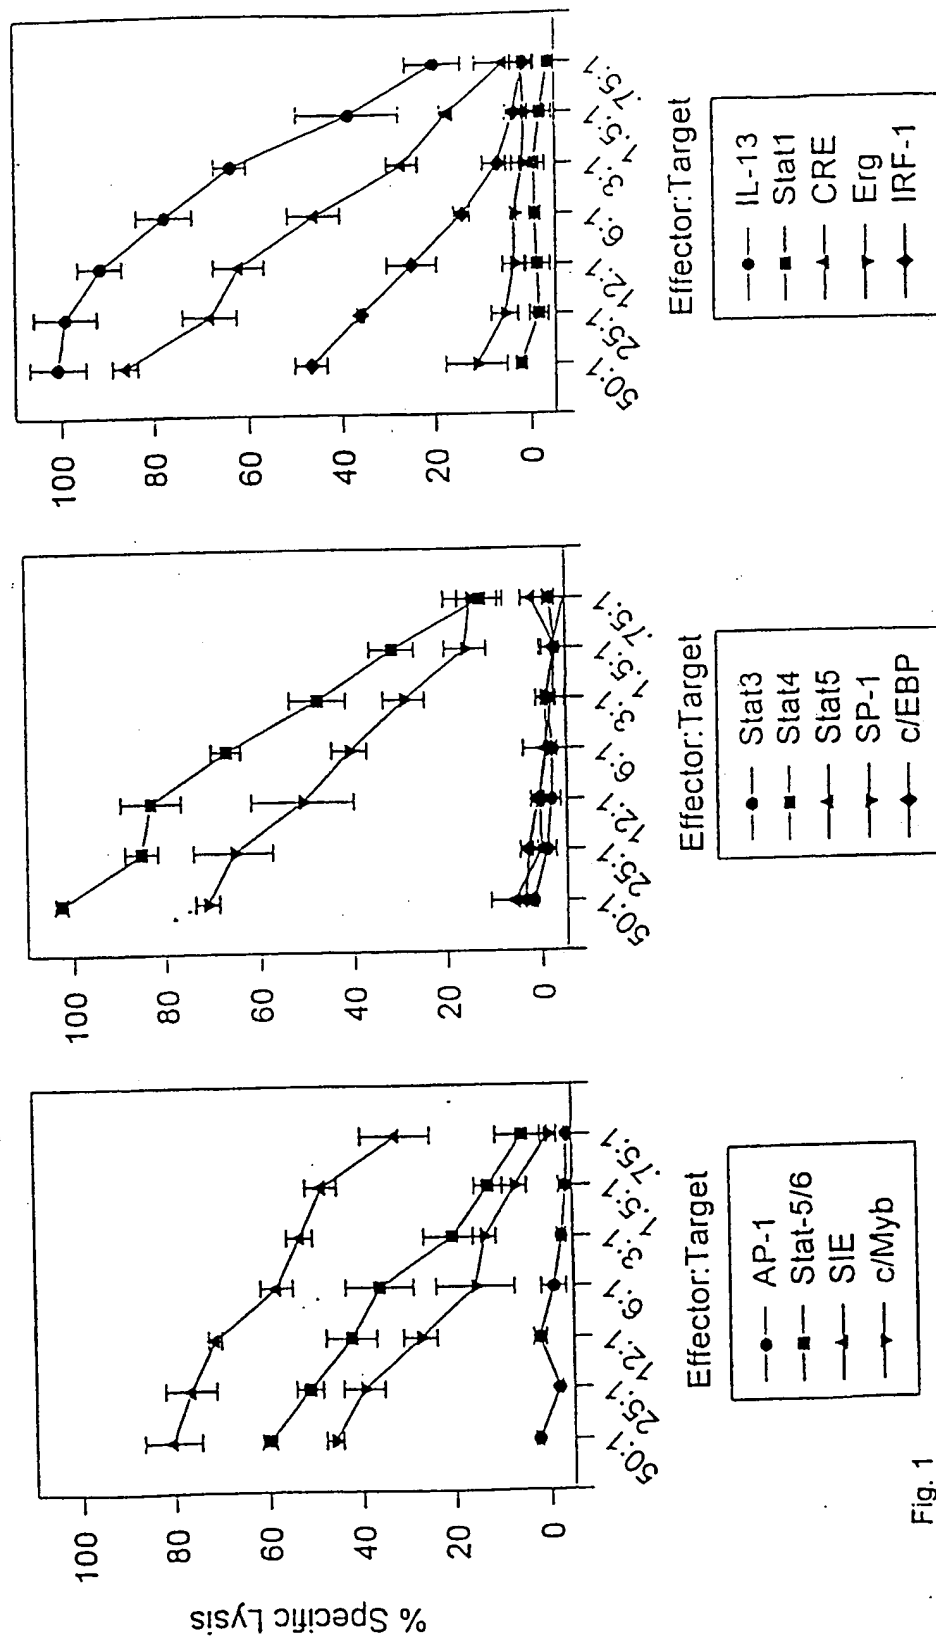 % Specific Lysis
100
80
60
40
20
0
50:1
25:1
12:1
6:1
3:1
1.5:1
.75:1
Effector:Target
AP-1
Stat-5/6
SIE
c/Myb
100
80
60
40
20
0
50:1
25:1
12:1
6:1
3:1
1.5:1
.75:1
Effector:Target
Stat3
Stat4
Stat5
SP-1
c/EBP
100
80
60
40
20
0
50:1
25:1
12:1
6:1
3:1
1.5:1
.75:1
Effector:Target
IL-13
Stat1
CRE
Erg
IRF-1
Fig. 1